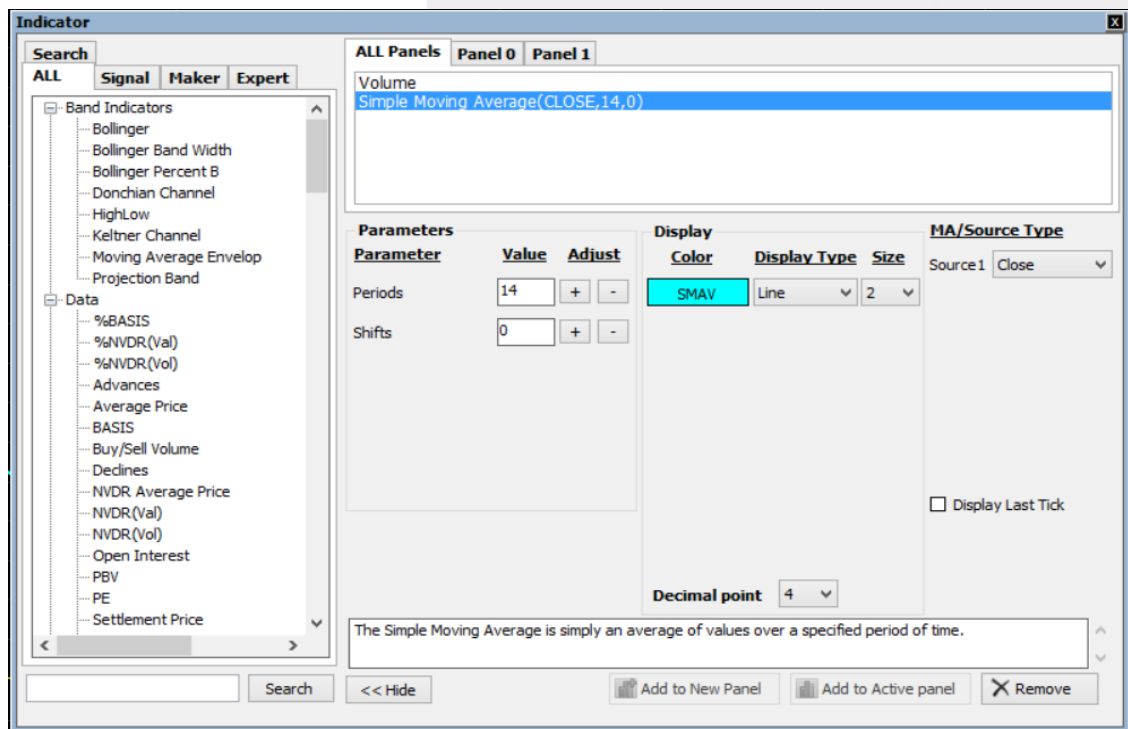 Indicator
X
Search
ALL Signal Maker Expert
Band Indicators
Bollinger
Bollinger Band Width
Bollinger Percent B
Donchian Channel
HighLow
Keltner Channel
Moving Average Envelop
Projection Band
Data
%BASIS
%NVDR(Val)
%NVDR(Vol)
Advances
Average Price
BASIS
Buy/Sell Volume
Declines
NVDR Average Price
NVDR(Val)
NVDR(Vol)
Open Interest
PBV
PE
Settlement Price
Search
ALL Panels Panel 0 Panel 1
Volume
Simple Moving Average(CLOSE,14,0)
Parameters
Parameter Value Adjust
Periods 14 + -
Shifts 0 + -
Display
Color Display Type Size
SMAV Line 2
Decimal point 4
MA/Source Type
Source1 Close
Display Last Tick
The Simple Moving Average is simply an average of values over a specified period of time.
<< Hide Add to New Panel Add to Active panel Remove